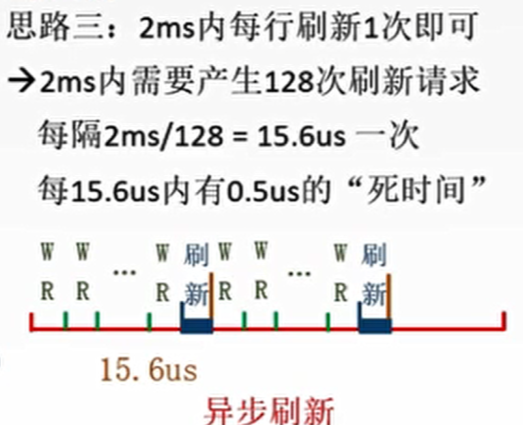 思路三：2ms内每行刷新1次即可
→2ms内需要产生128次刷新请求
每隔2ms/128 = 15.6us 一次
每15.6us内有0.5us的“死时间”
W W ... W 刷 W W ... W 刷
R R R 新 R R R 新
15.6us
异步刷新